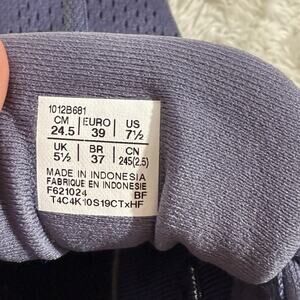 1012B681
CM EURO US
24.5 39 7½
UK BR CN
5½ 37 245(2.5)
MADE IN INDONESIA
FABRIQUE EN INDONESIE
F621024 BF
T4C4K10S19CTxHF